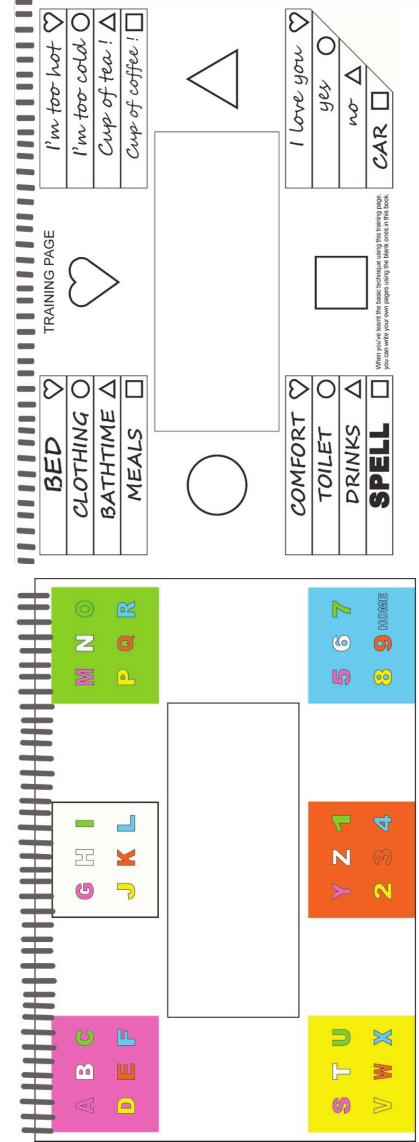 TRAINING PAGE
BED
CLOTHING
BATHTIME
MEALS
I'm too hot
I'm too cold
Cup of tea !
Cup of coffee !
COMFORT
TOILET
DRINKS
SPELL
I love you
yes
no
CAR
When you've learnt the basic technique using this training page,
you can write your own pages using the blank ones in this book.
A B C
D E F
G H I
J K L
M N O
P Q R
S T U
V W X
Y Z 1
2 3 4
5 6 7
8 9 HOME